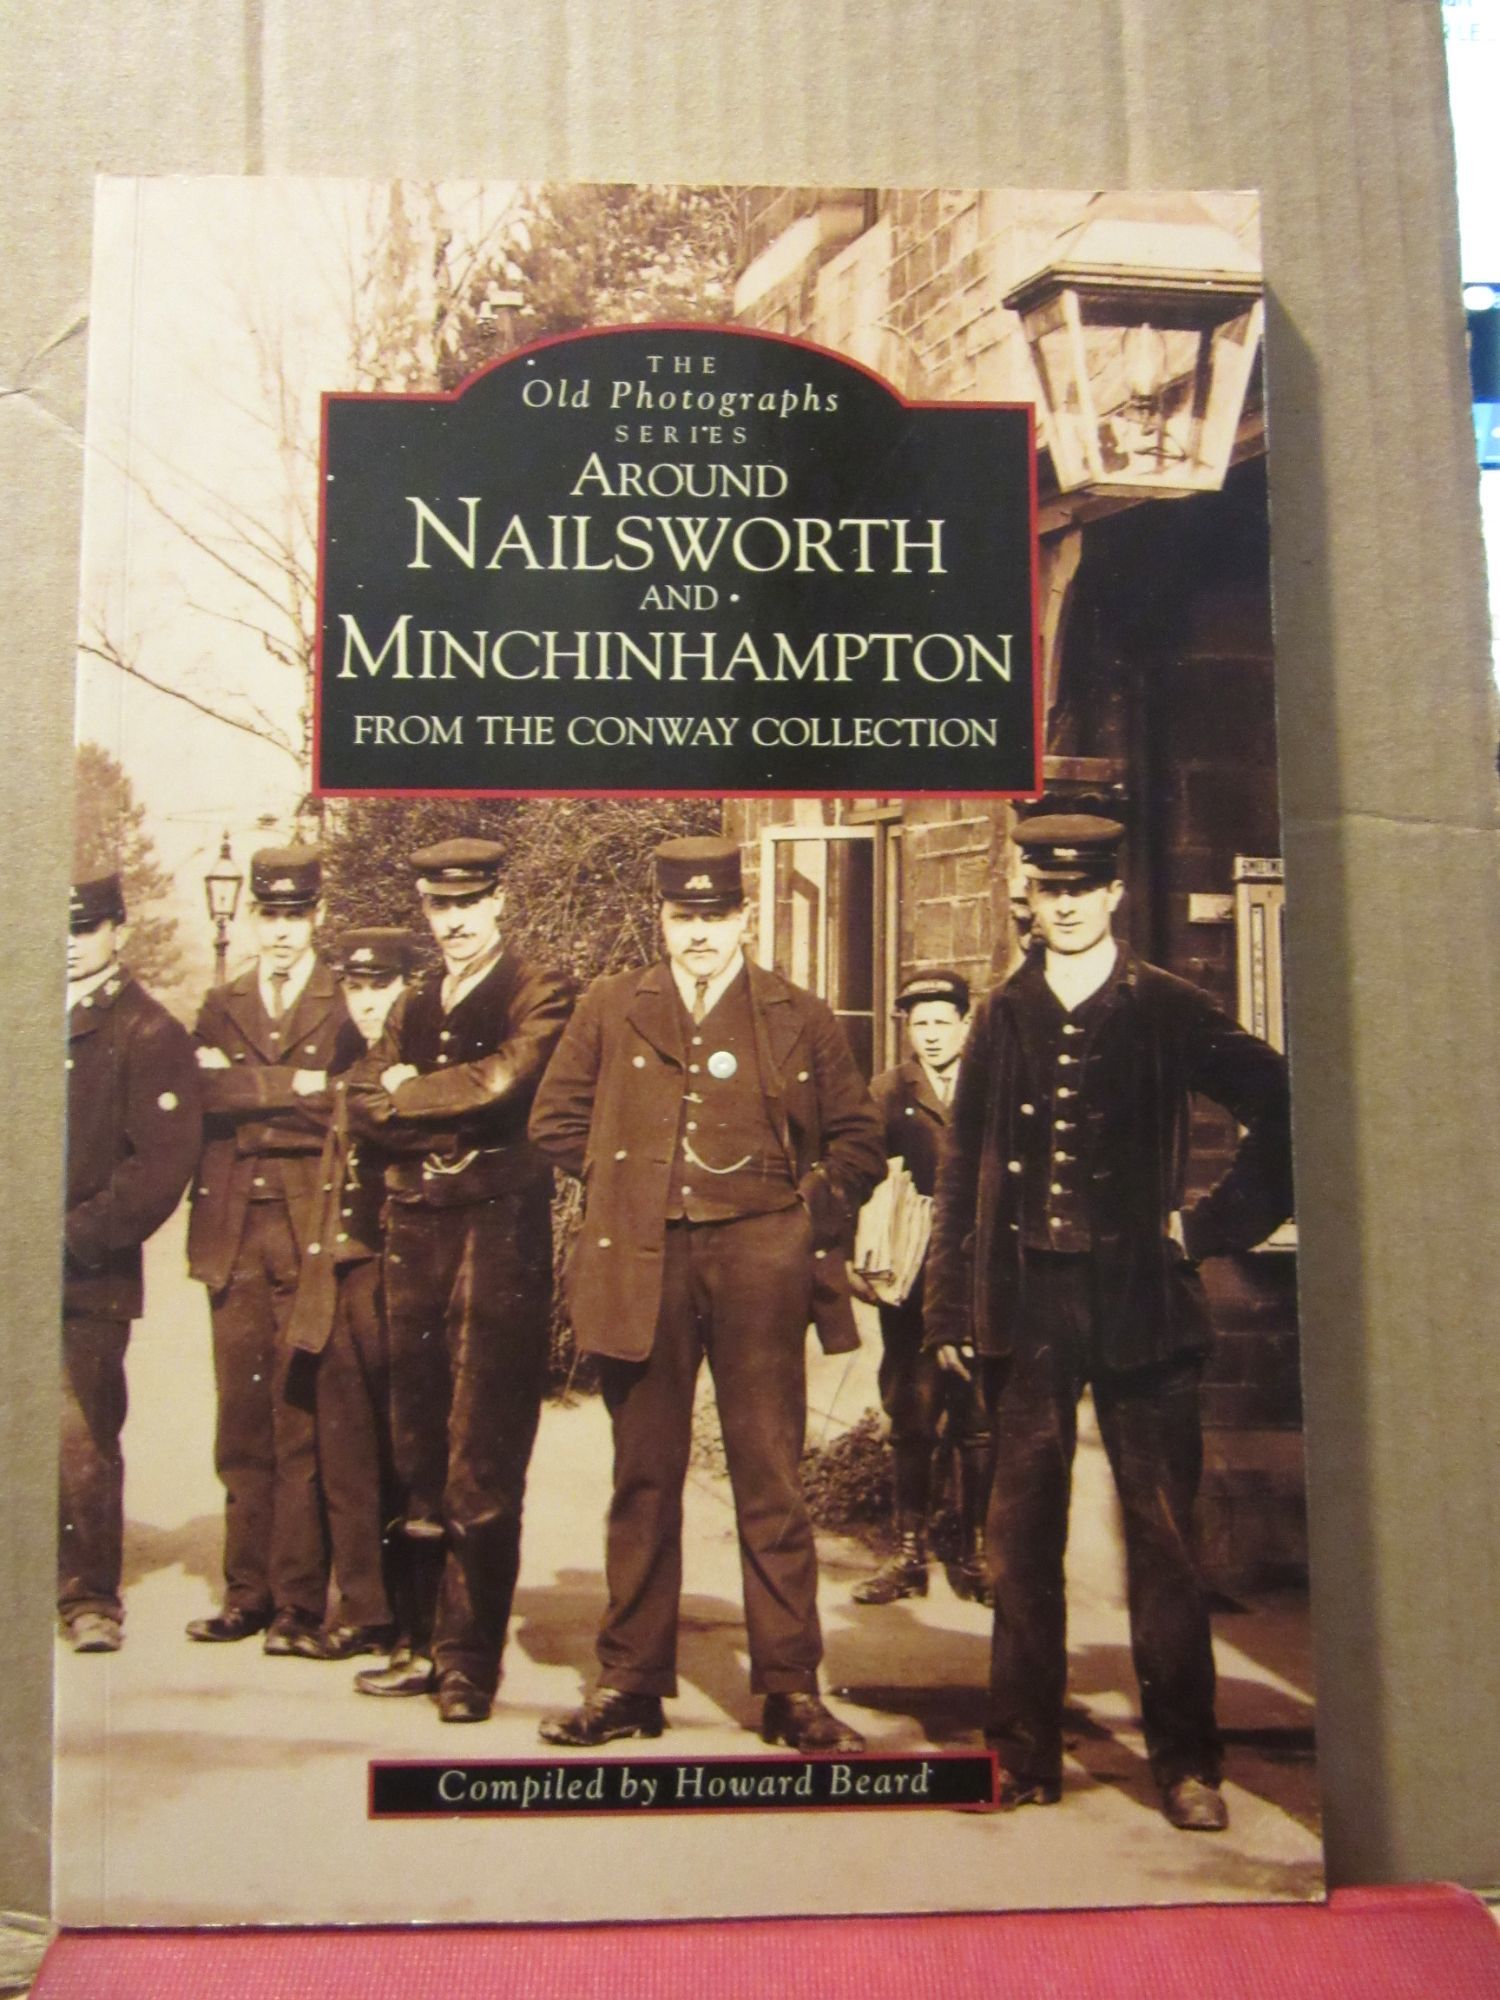 THE
Old Photographs
SERIES
AROUND
NAILSWORTH
AND
MINCHINHAMPTON
FROM THE CONWAY COLLECTION
Compiled by Howard Beard